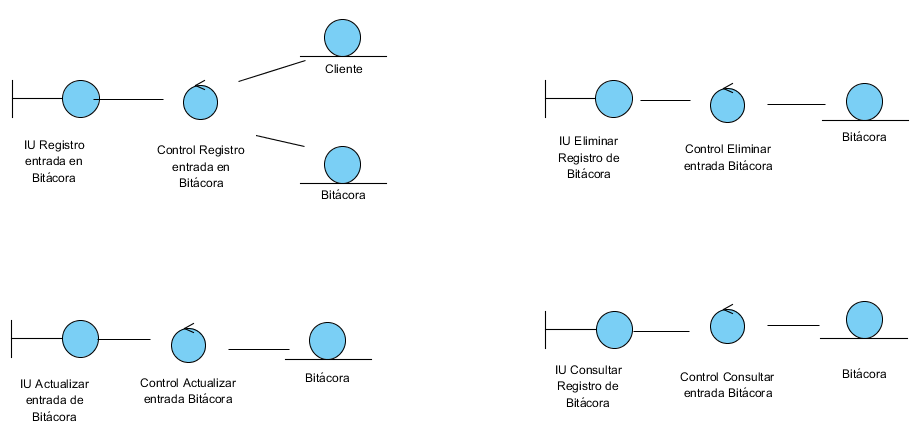 Cliente
IU Registro
entrada en
Bitácora
Control Registro
entrada en
Bitácora
Bitácora
IU Eliminar
Registro de
Bitácora
Control Eliminar
entrada Bitácora
Bitácora
IU Actualizar
entrada de
Bitácora
Control Actualizar
entrada Bitácora
Bitácora
IU Consultar
Registro de
Bitácora
Control Consultar
entrada Bitácora
Bitácora